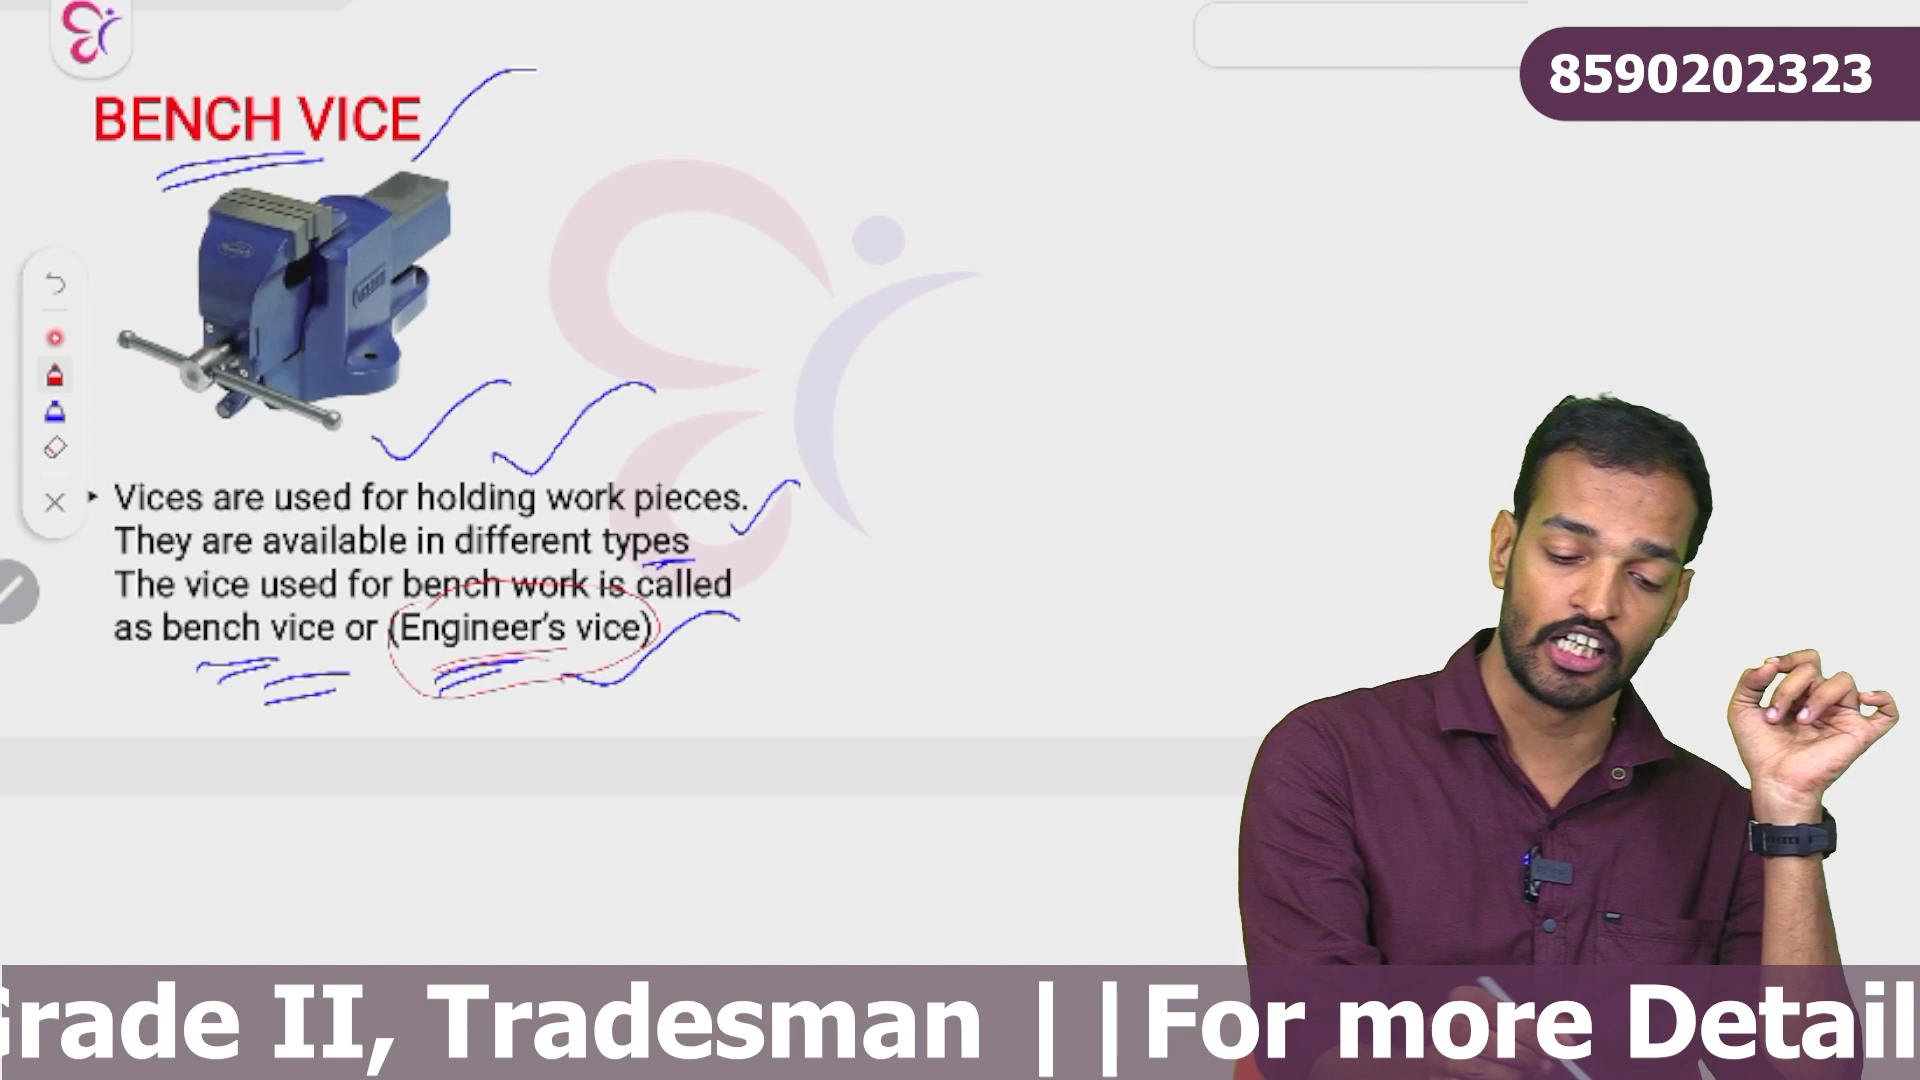 8590202323
BENCH VICE
Vices are used for holding work pieces.
They are available in different types
The vice used for bench work is called
as bench vice or (Engineer's vice)
Grade II, Tradesman ||For more Detail